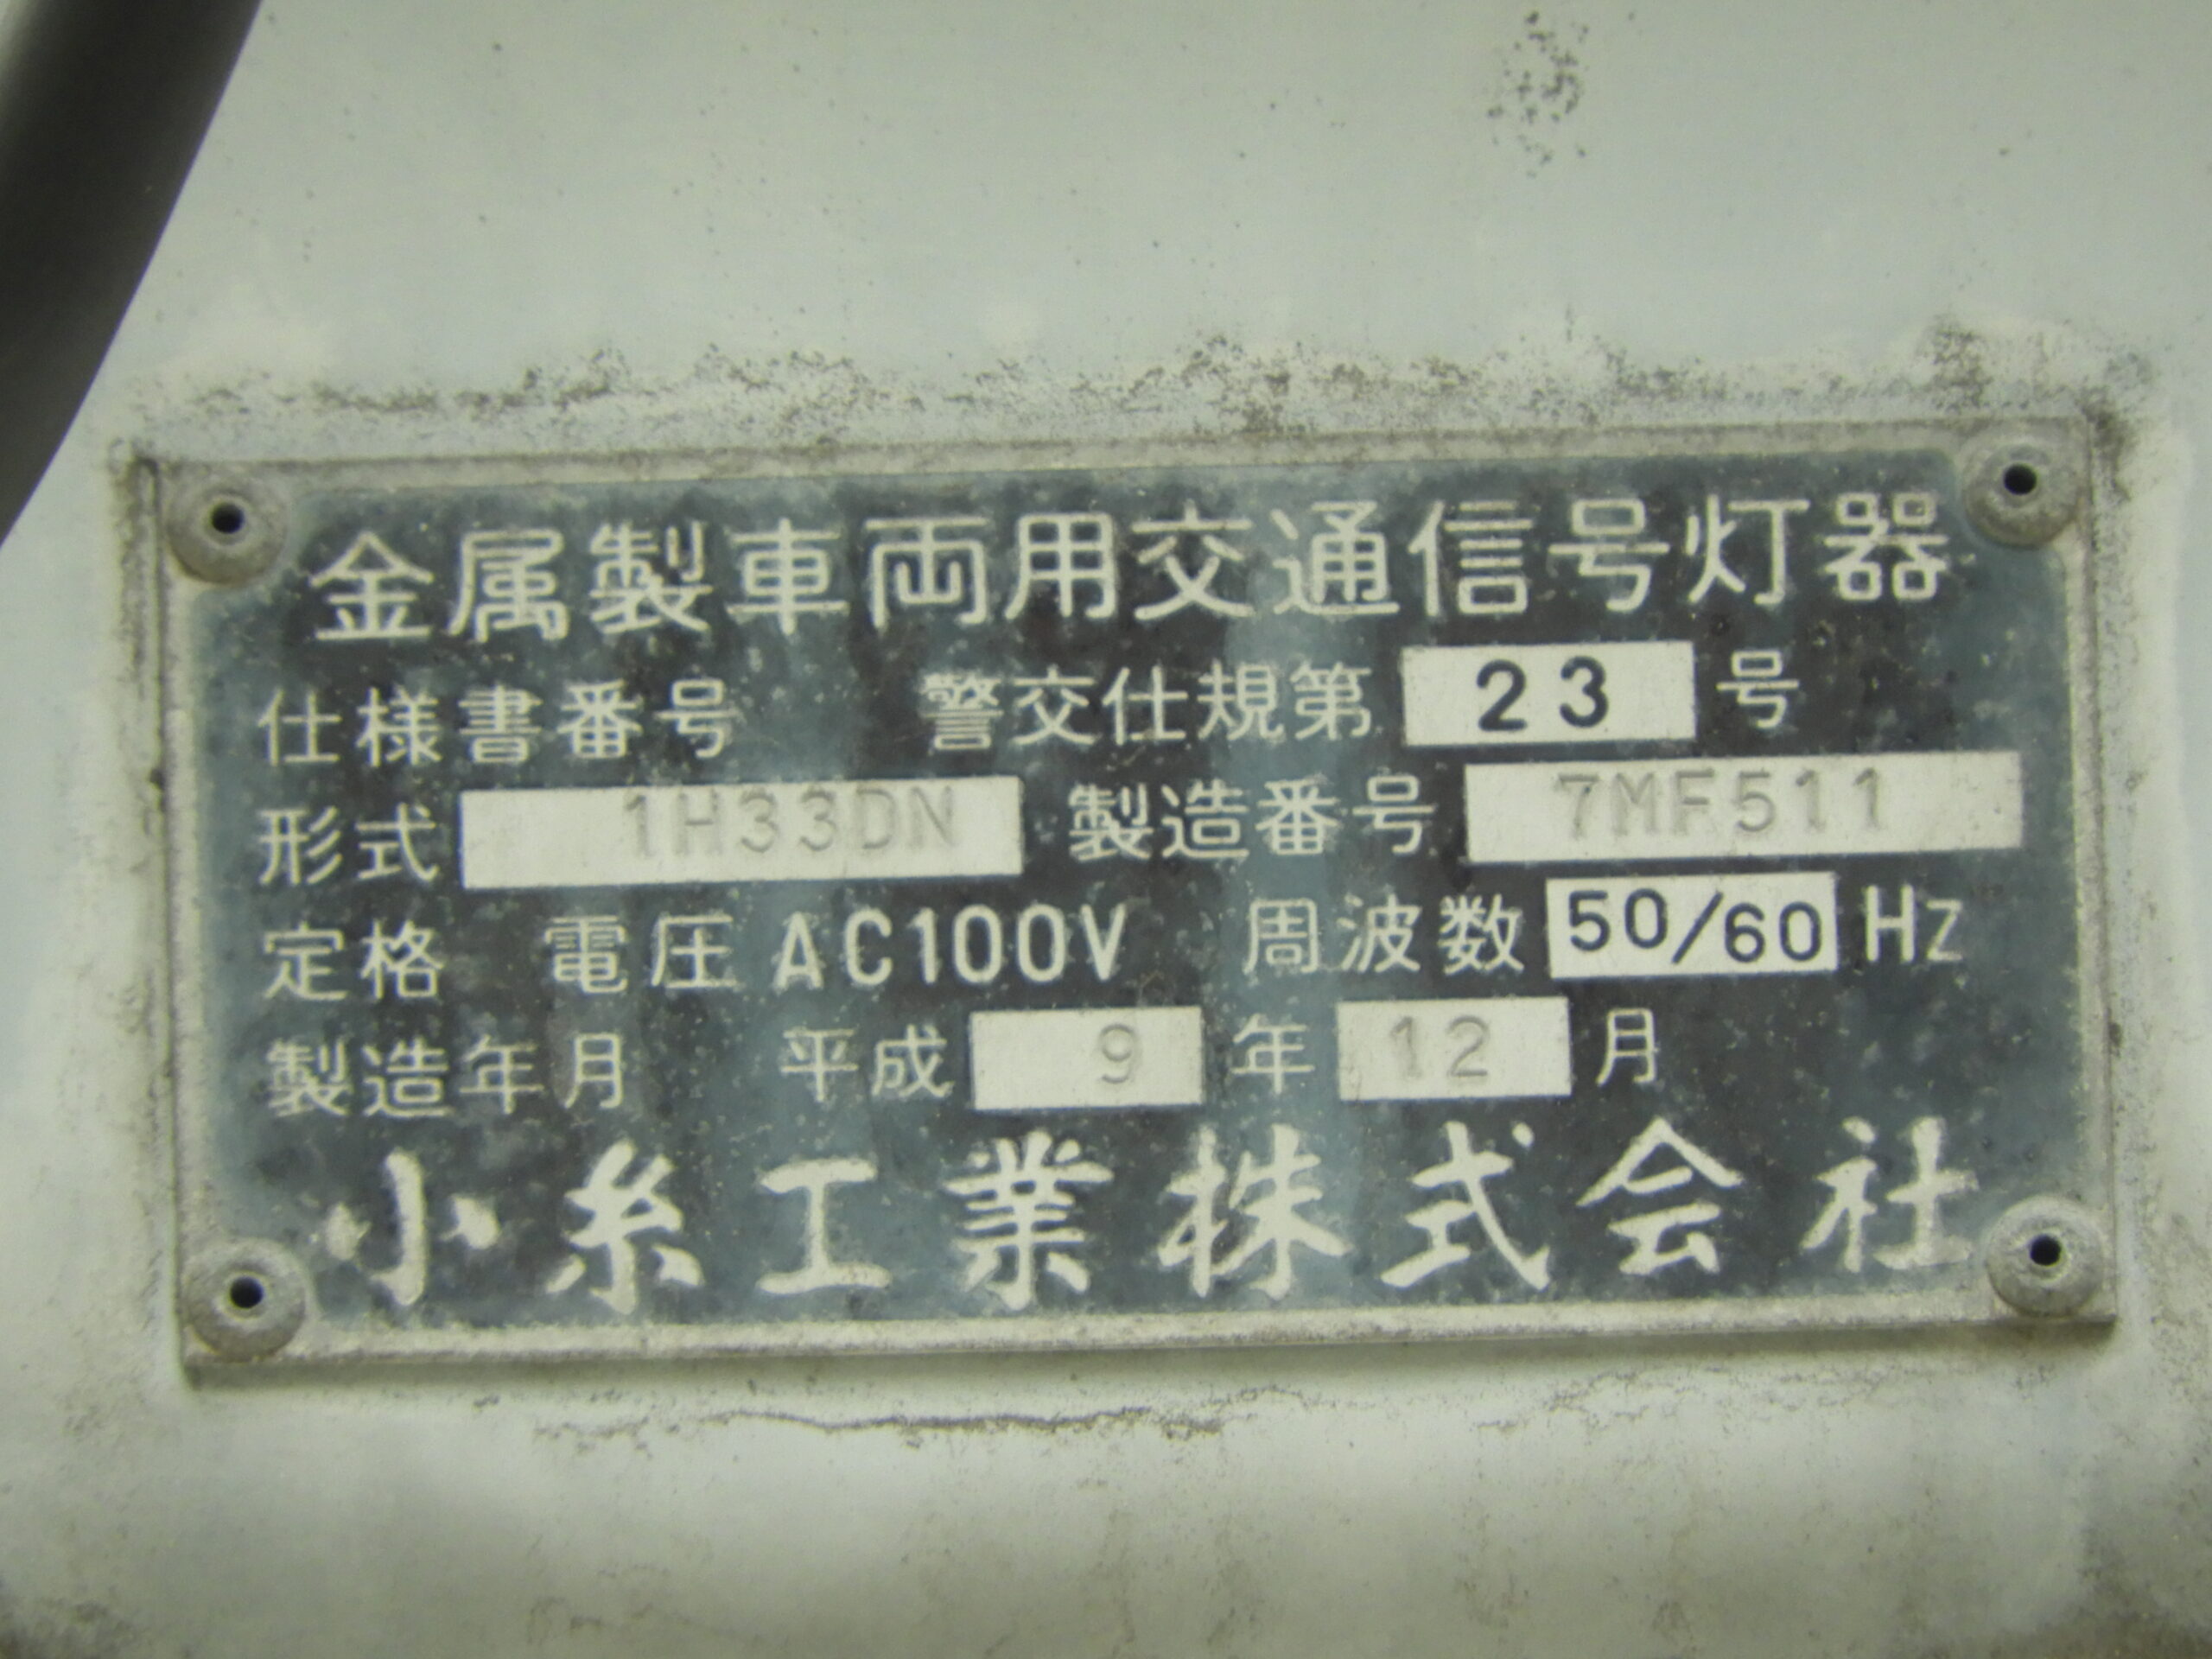 金属製車両用交通信号灯器
仕様書番号 警交仕規第 23 号
形式 1H33DN 製造番号 7MF511
定格 電圧 AC100V 周波数 50/60 Hz
製造年月 平成 9 年 12 月
小糸工業株式会社